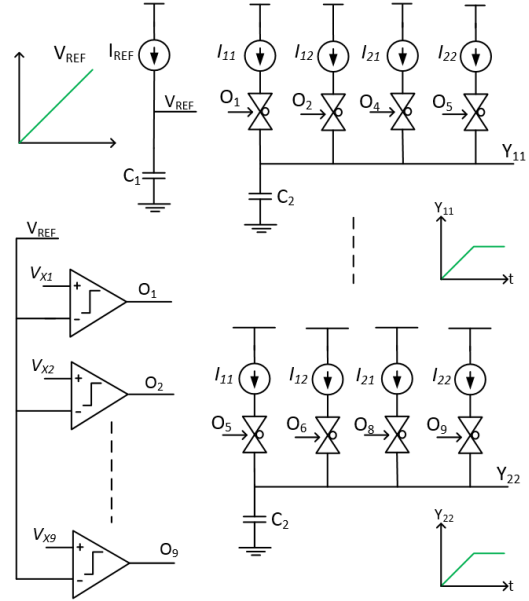 V_REF I_REF I_11 I_12 I_21 I_22
V_REF O_1 O_2 O_4 O_5
Y_11
C_1 C_2
Y_11
t
V_REF
V_X1 + O_1
−
V_X2 + O_2
−
V_X9 + O_9
−
I_11 I_12 I_21 I_22
O_5 O_6 O_8 O_9
Y_22
C_2
Y_22
t